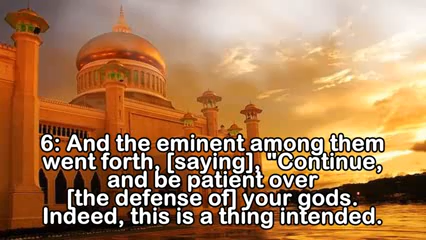 6: And the eminent among them
went forth, [saying], "Continue,
and be patient over
[the defense of] your gods.
Indeed, this is a thing intended.